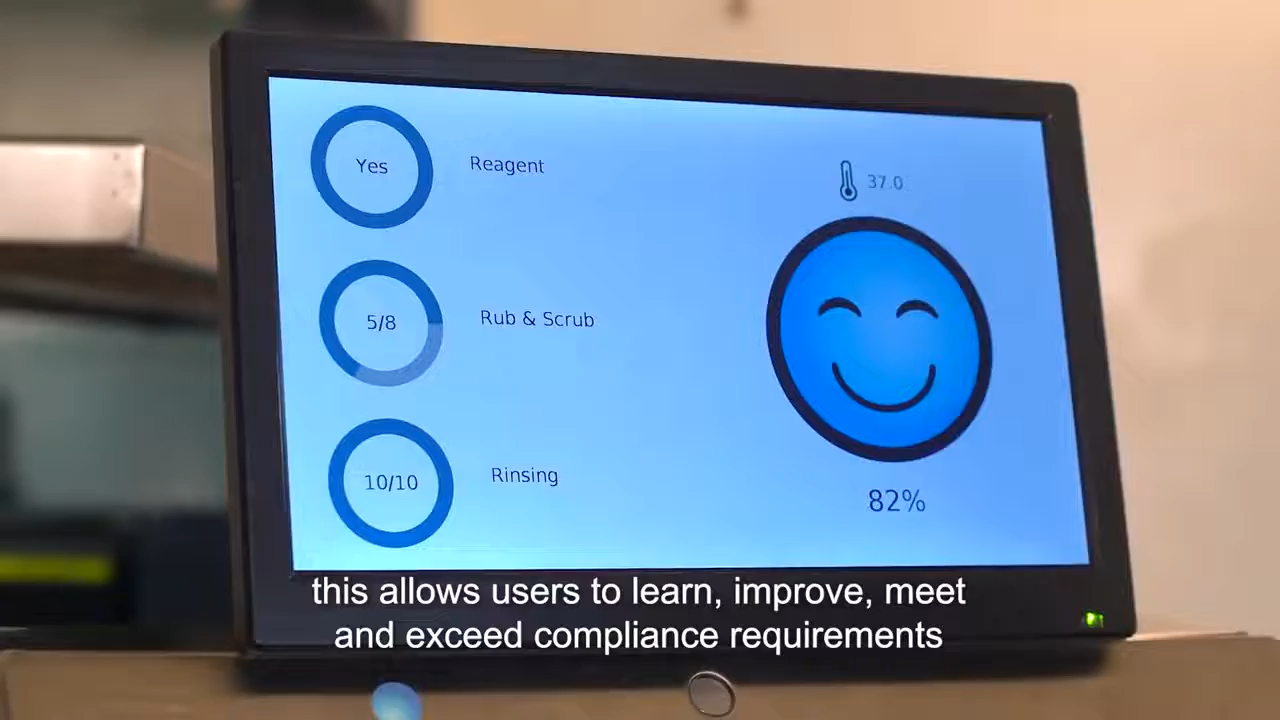 Yes
Reagent
37.0
5/8
Rub & Scrub
10/10
Rinsing
82%
this allows users to learn, improve, meet
and exceed compliance requirements